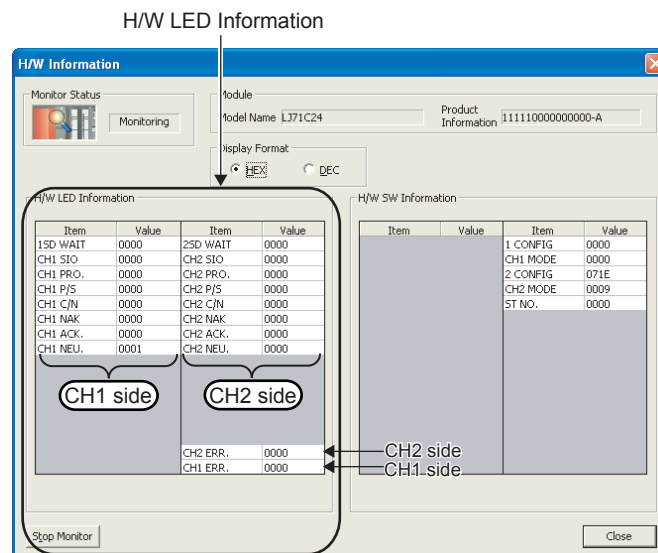 H/W LED Information
H/W Information
Monitor Status
Monitoring
Module
Model Name LJ71C24
Product Information 111110000000000-A
Display Format
HEX DEC
H/W LED Information
Item Value Item Value
1SD WAIT 0000 2SD WAIT 0000
CH1 SIO 0000 CH2 SIO 0000
CH1 PRO. 0000 CH2 PRO. 0000
CH1 P/S 0000 CH2 P/S 0000
CH1 C/N 0000 CH2 C/N 0000
CH1 NAK 0000 CH2 NAK 0000
CH1 ACK. 0000 CH2 ACK. 0000
CH1 NEU. 0001 CH2 NEU. 0000
CH1 side CH2 side
CH2 ERR. 0000 CH2 side
CH1 ERR. 0000 CH1 side
H/W SW Information
Item Value Item Value
1 CONFIG 0000
CH1 MODE 0000
2 CONFIG 071E
CH2 MODE 0009
ST NO. 0000
Stop Monitor
Close